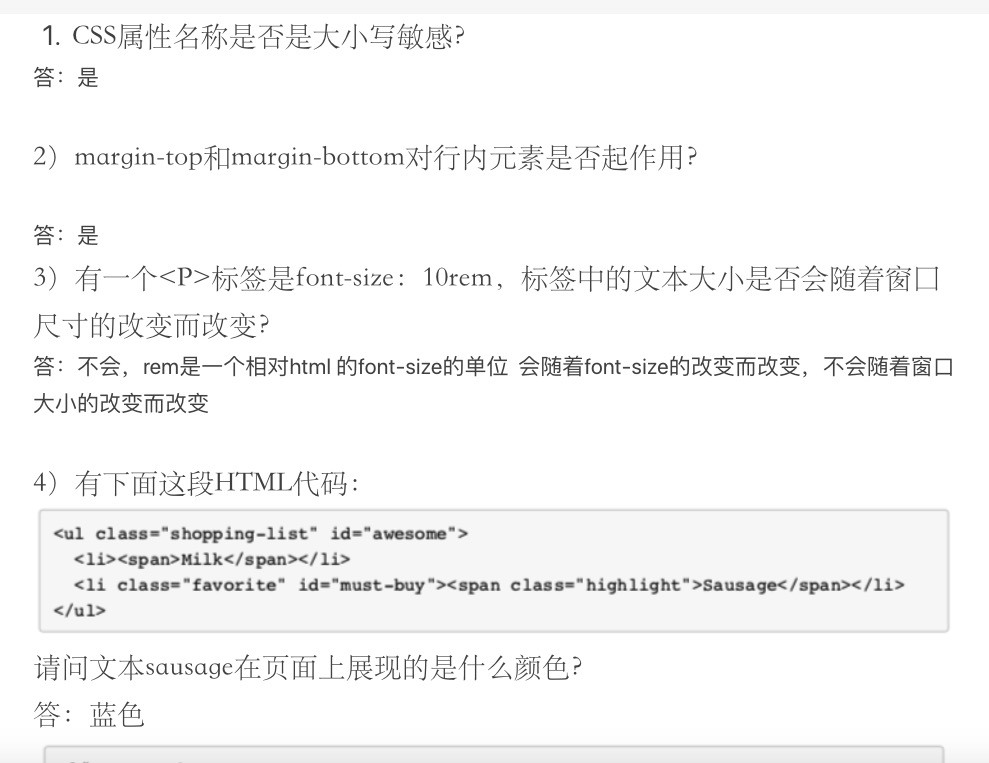 1. CSS属性名称是否是大小写敏感?
答：是
2）margin-top和margin-bottom对行内元素是否起作用?
答：是
3）有一个<P>标签是font-size：10rem，标签中的文本大小是否会随着窗口
尺寸的改变而改变?
答：不会，rem是一个相对html 的font-size的单位 会随着font-size的改变而改变，不会随着窗口
大小的改变而改变
4）有下面这段HTML代码：
<ul class="shopping-list" id="awesome">
<li><span>Milk</span></li>
<li class="favorite" id="must-buy"><span class="highlight">Sausage</span></li>
</ul>
请问文本sausage在页面上展现的是什么颜色?
答：蓝色